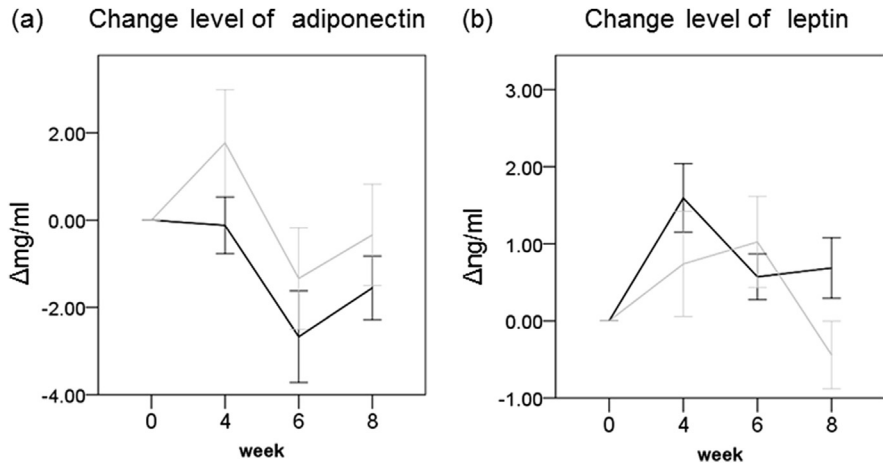 (a) Change level of adiponectin
Δmg/ml
2.00
0.00
-2.00
-4.00
0 4 6 8
week
(b) Change level of leptin
Δng/ml
3.00
2.00
1.00
0.00
-1.00
0 4 6 8
week